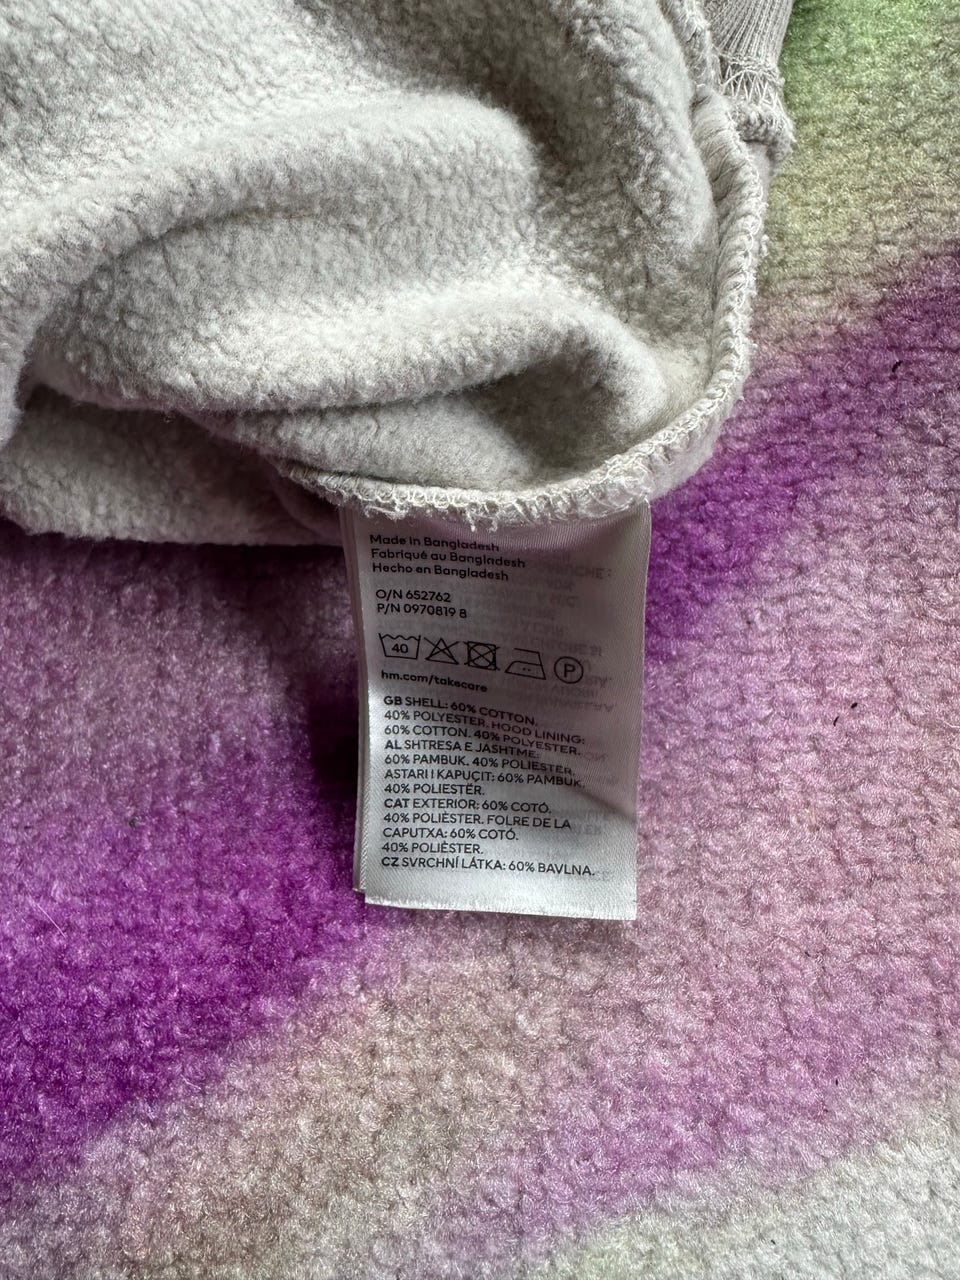 Made in Bangladesh
Fabriqué au Bangladesh
Hecho en Bangladesh
O/N 652762
P/N 0970819 8
40 P
hm.com/takecare
GB SHELL: 60% COTTON,
40% POLYESTER. HOOD LINING:
60% COTTON. 40% POLYESTER.
AL SHTRESA E JASHTME:
60% PAMBUK. 40% POLIESTER.
ASTARI I KAPUÇIT: 60% PAMBUK,
40% POLIESTËR.
CAT EXTERIOR: 60% COTÓ,
40% POLIÈSTER. FOLRE DE LA
CAPUTXA: 60% COTÓ.
40% POLIÈSTER.
CZ SVRCHNÍ LÁTKA: 60% BAVLNA.